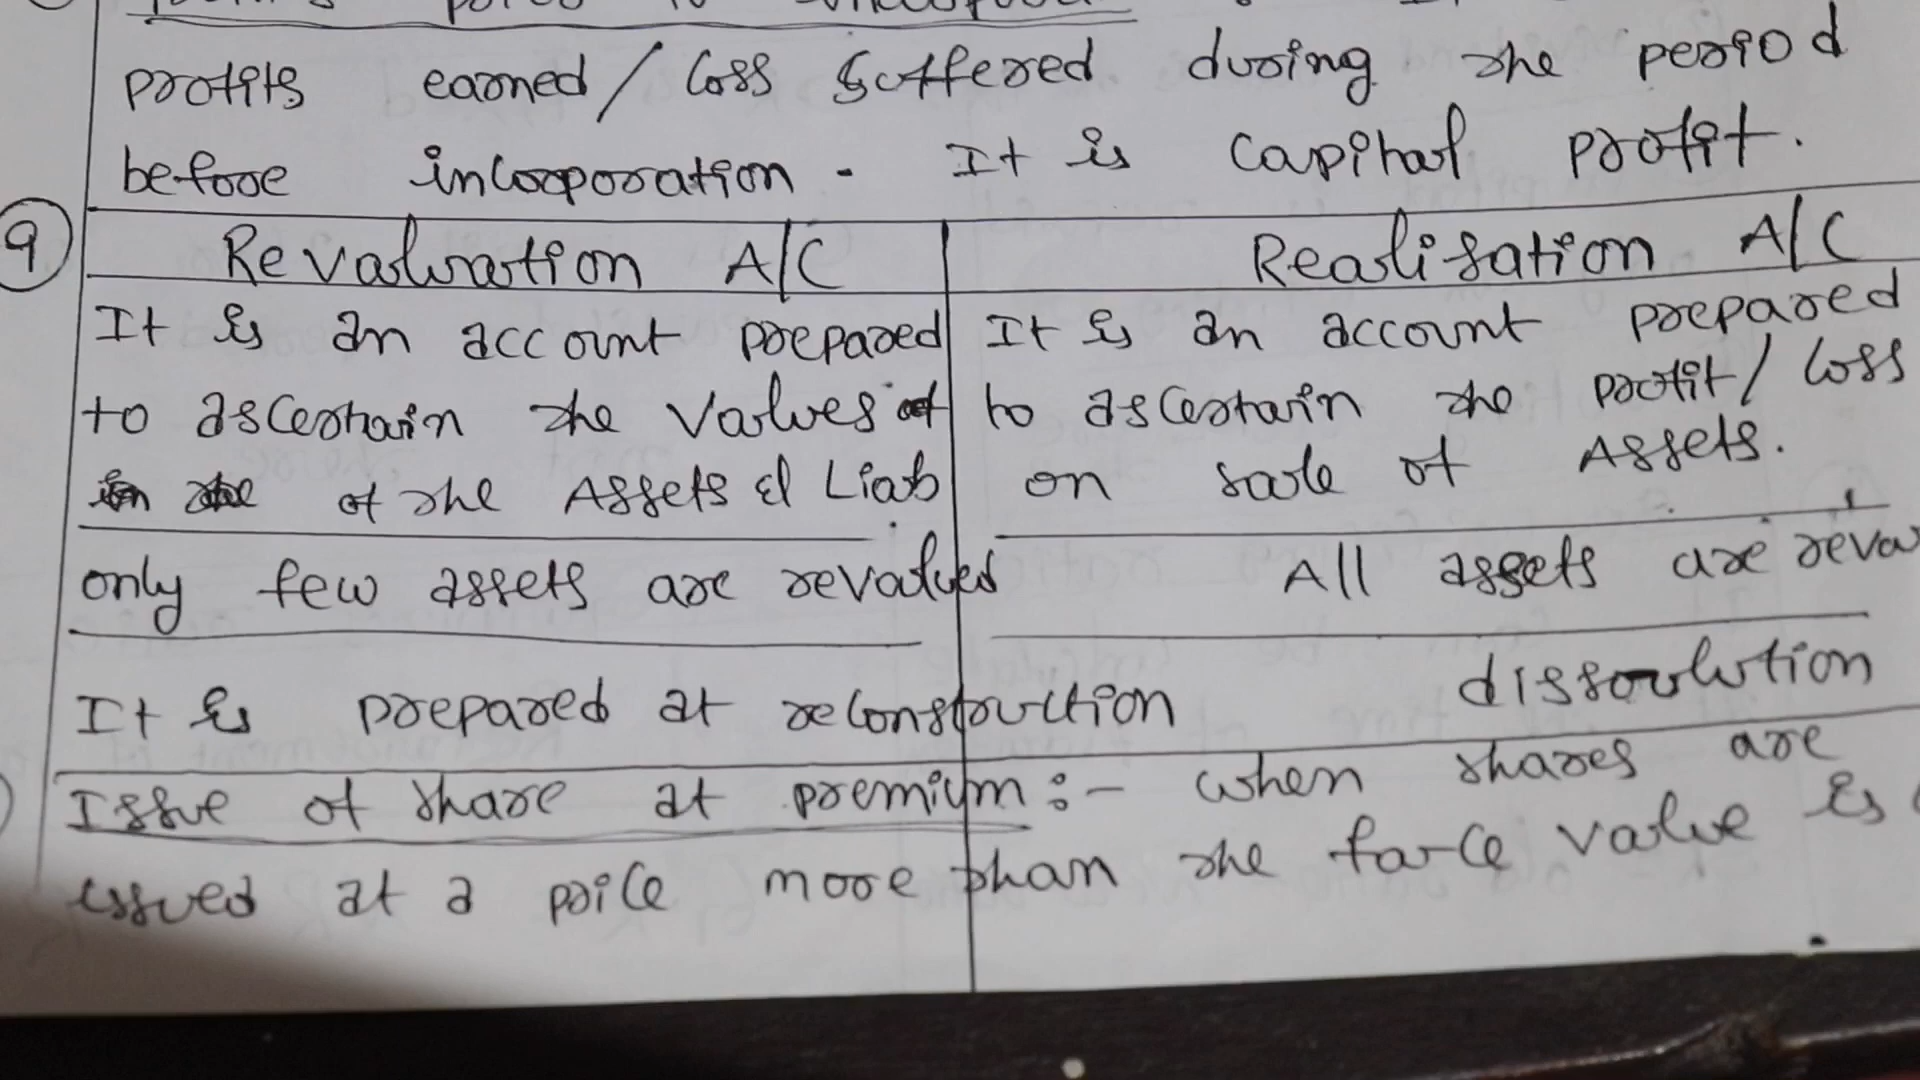 profits earned / loss suffered during the period
before incorporation. It is capital profit.
9
Revaluation A/C
Realisation A/C
It is an account prepared
to ascertain the values
of the Assets & Liab
It is an account prepared
to ascertain the profit / loss
on sale of Assets.
only few assets are revalued
All assets are reva
It is prepared at reconstruction
dissolution
Issue of share at premium :- when shares are
issued at a price more than the face value is